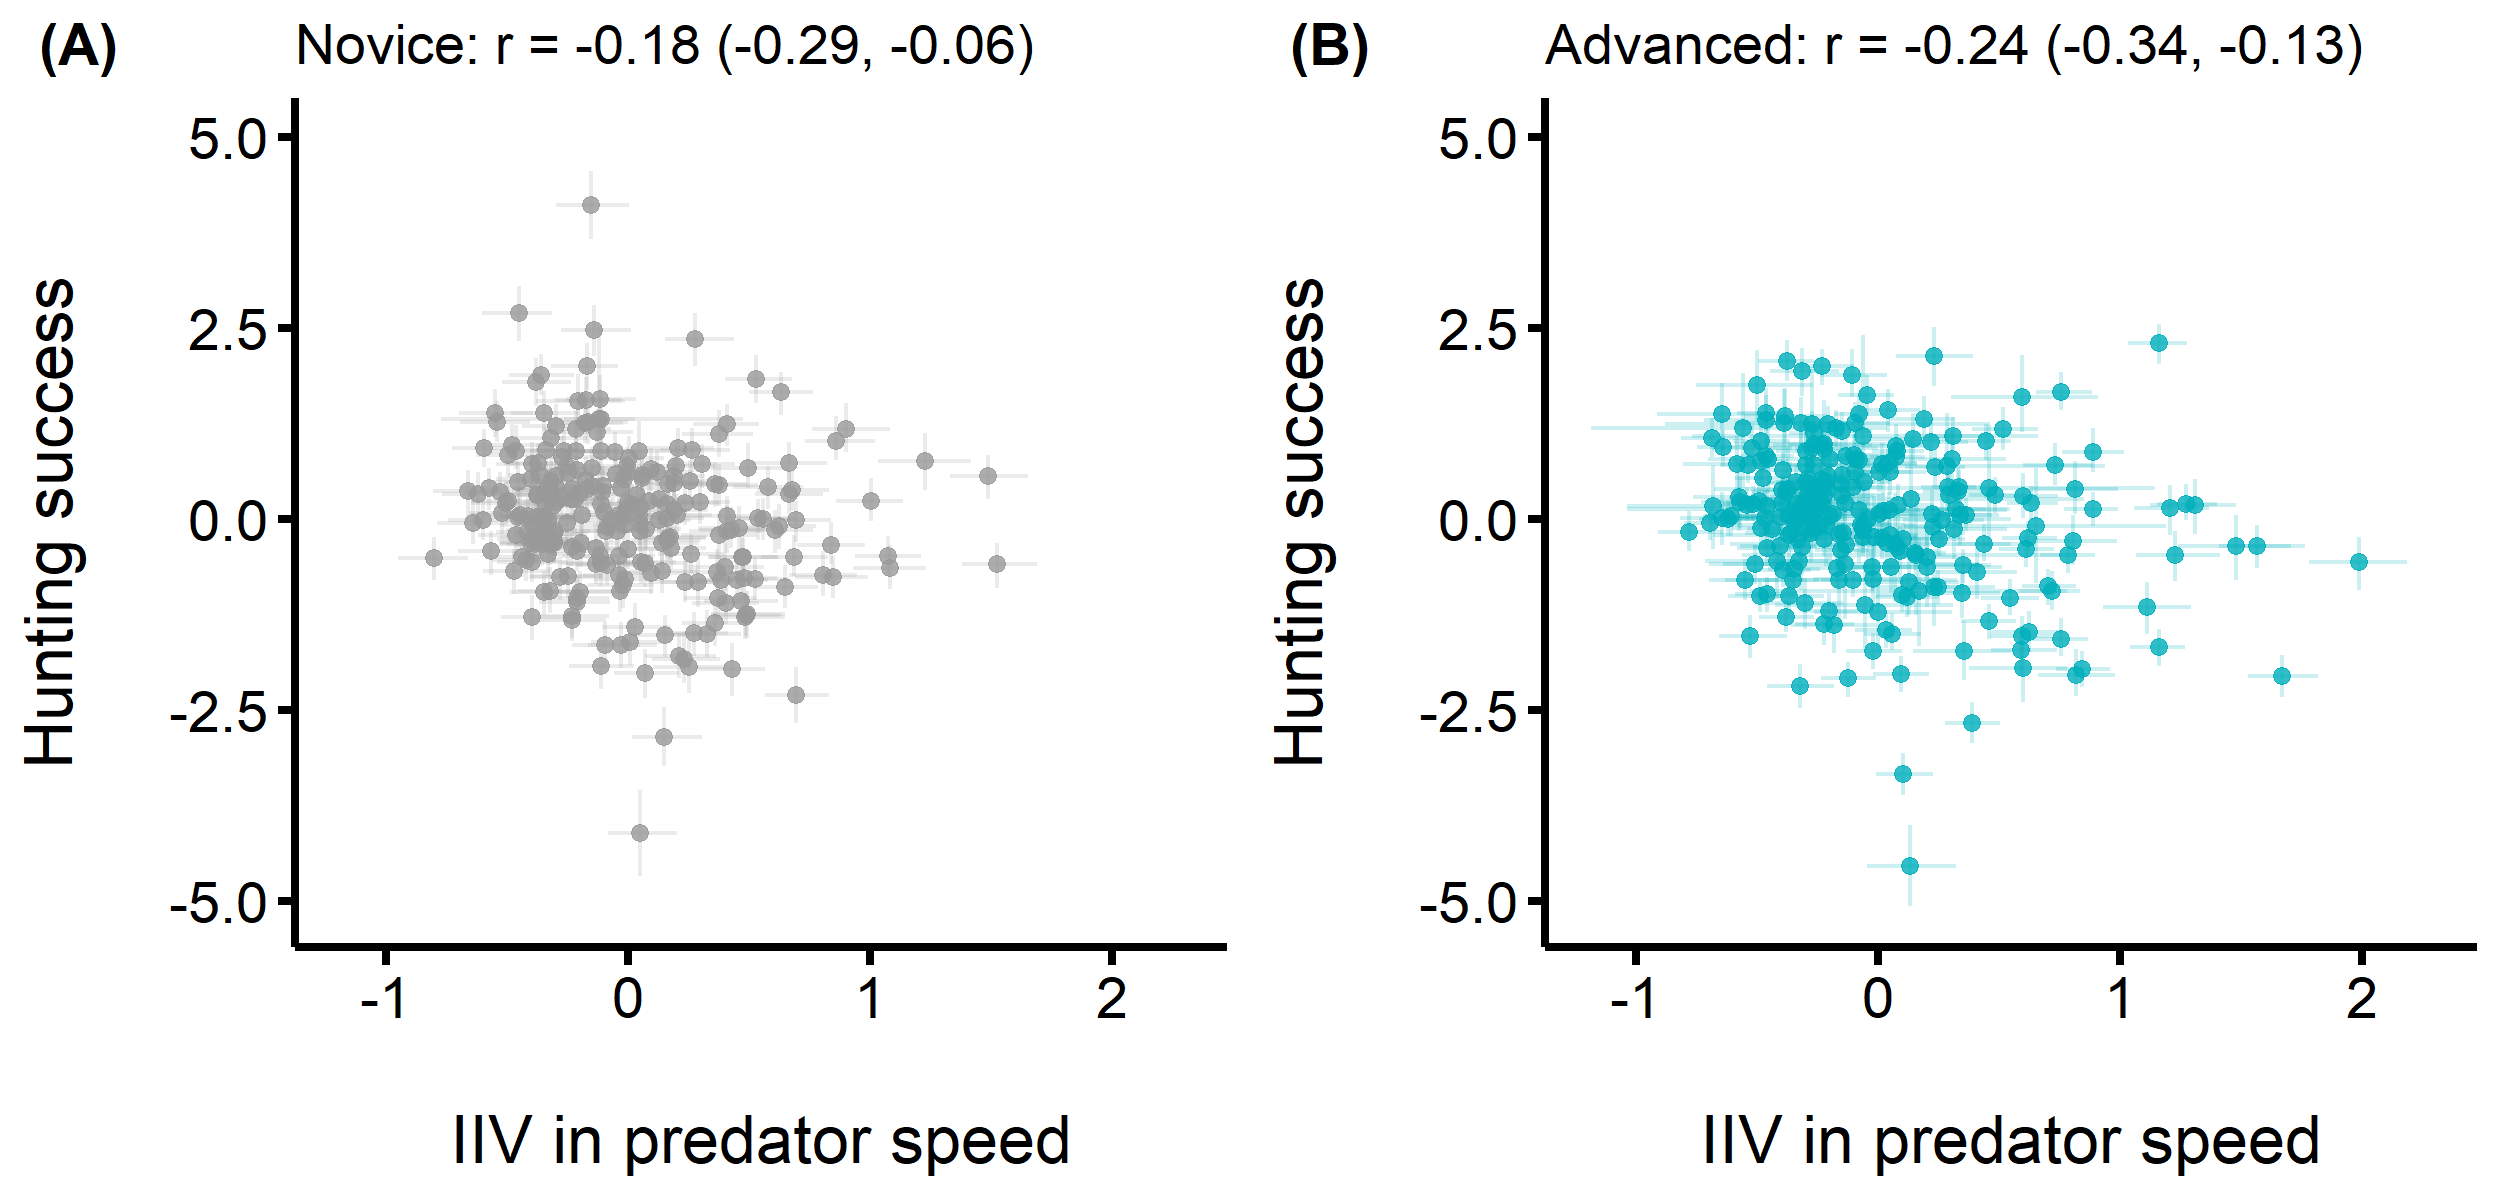 (A) Novice: r = -0.18 (-0.29, -0.06)
Hunting success
5.0
2.5
0.0
-2.5
-5.0
-1 0 1 2
IIV in predator speed
(B) Advanced: r = -0.24 (-0.34, -0.13)
Hunting success
5.0
2.5
0.0
-2.5
-5.0
-1 0 1 2
IIV in predator speed